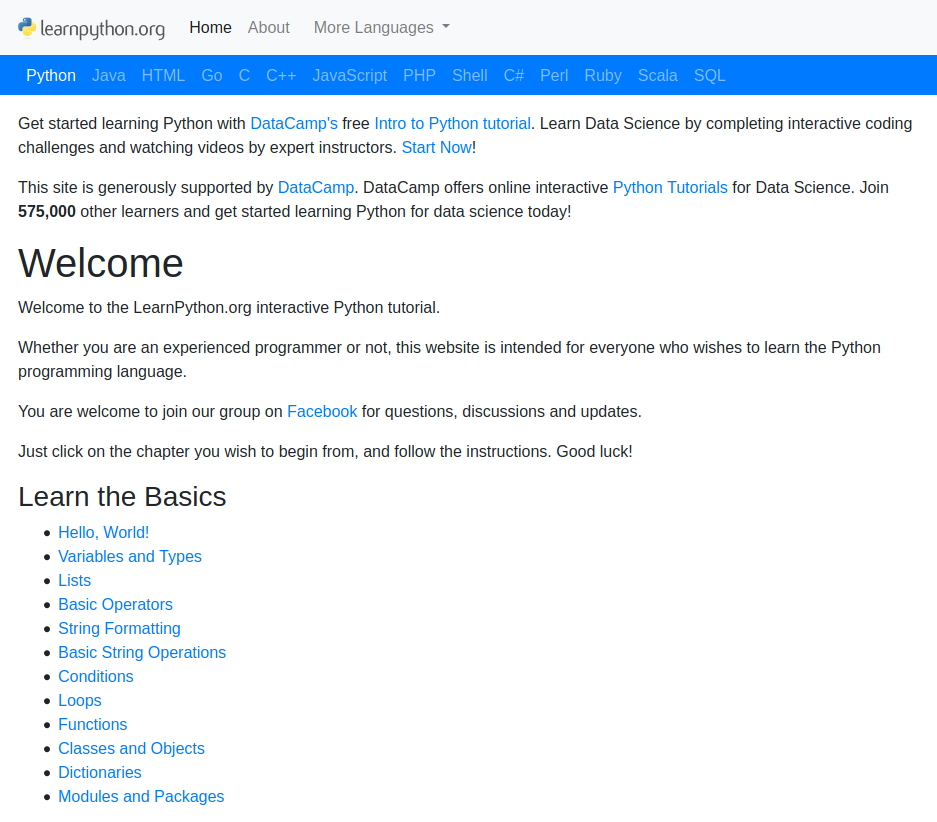 learnpython.org Home About More Languages
Python Java HTML Go C C++ JavaScript PHP Shell C# Perl Ruby Scala SQL
Get started learning Python with DataCamp's free Intro to Python tutorial. Learn Data Science by completing interactive coding
challenges and watching videos by expert instructors. Start Now!
This site is generously supported by DataCamp. DataCamp offers online interactive Python Tutorials for Data Science. Join
575,000 other learners and get started learning Python for data science today!
Welcome
Welcome to the LearnPython.org interactive Python tutorial.
Whether you are an experienced programmer or not, this website is intended for everyone who wishes to learn the Python
programming language.
You are welcome to join our group on Facebook for questions, discussions and updates.
Just click on the chapter you wish to begin from, and follow the instructions. Good luck!
Learn the Basics
• Hello, World!
• Variables and Types
• Lists
• Basic Operators
• String Formatting
• Basic String Operations
• Conditions
• Loops
• Functions
• Classes and Objects
• Dictionaries
• Modules and Packages